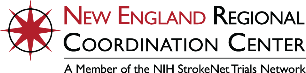 NEW ENGLAND REGIONAL
COORDINATION CENTER
A Member of the NIH StrokeNet Trials Network